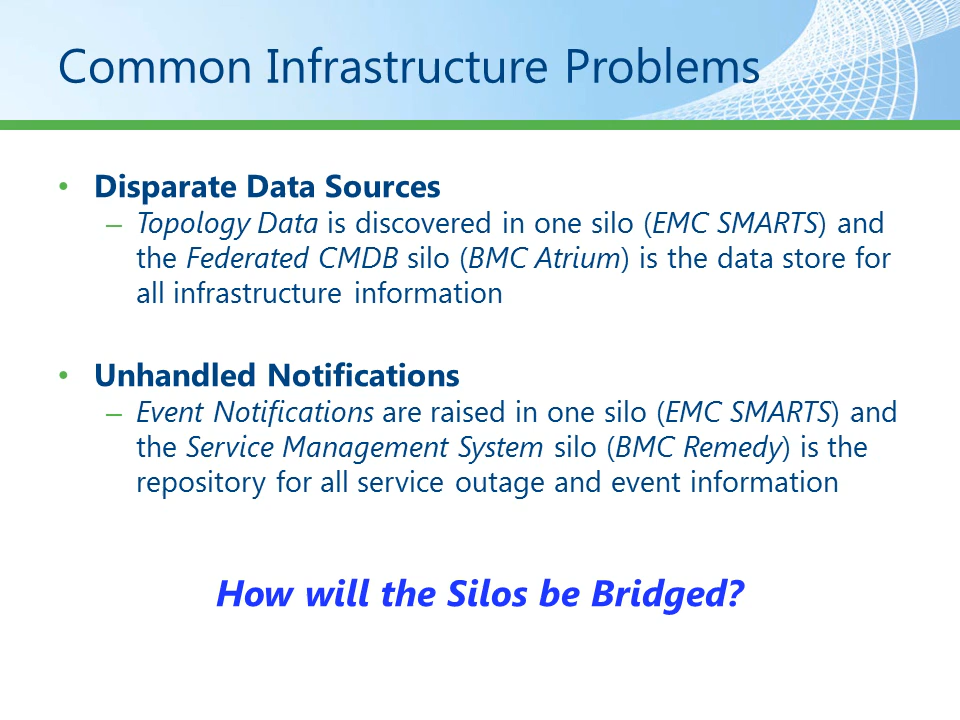 Common Infrastructure Problems
• Disparate Data Sources
– Topology Data is discovered in one silo (EMC SMARTS) and
the Federated CMDB silo (BMC Atrium) is the data store for
all infrastructure information
• Unhandled Notifications
– Event Notifications are raised in one silo (EMC SMARTS) and
the Service Management System silo (BMC Remedy) is the
repository for all service outage and event information
How will the Silos be Bridged?